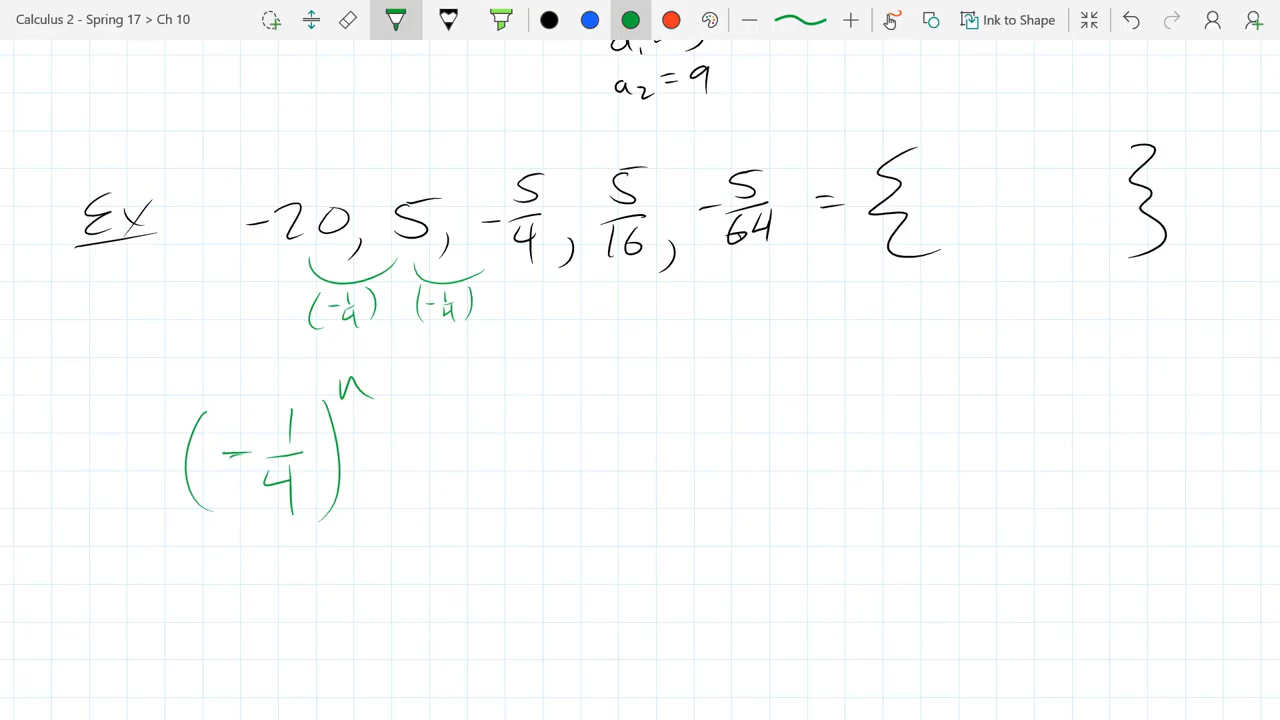 Calculus 2 - Spring 17 > Ch 10
Ink to Shape
a₂ = 9
Ex -20, 5, -5/4, 5/16, -5/64 = { }
(-1/4) (-1/4)
(-1/4)ⁿ